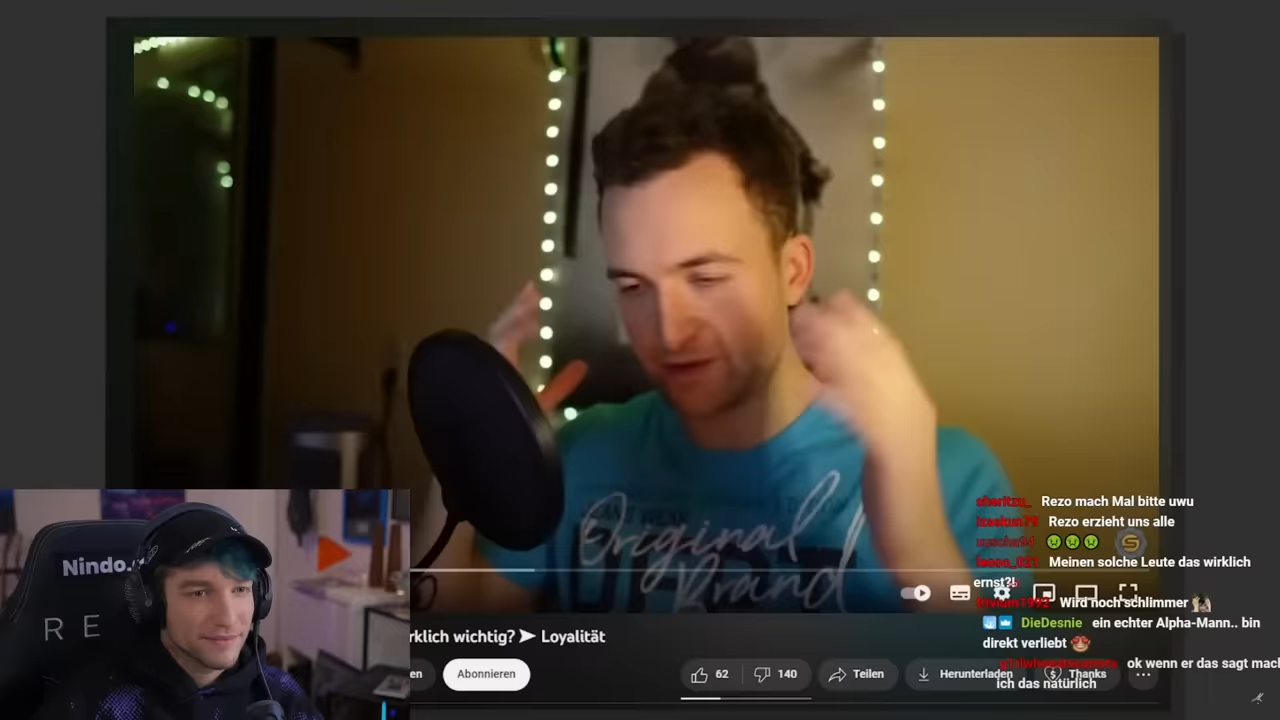 Original
Brand
Rezo mach Mal bitte uwu
Rezo erzieht uns alle
Meinen solche Leute das wirklich
ernst?!
Wird noch schlimmer
DieDesnie ein echter Alpha-Mann.. bin
direkt verliebt
ok wenn er das sagt mach
ich das natürlich
Nindo.
RE
rklich wichtig? ➤ Loyalität
en
Abonnieren
62
140
Teilen
Herunterladen
Thanks